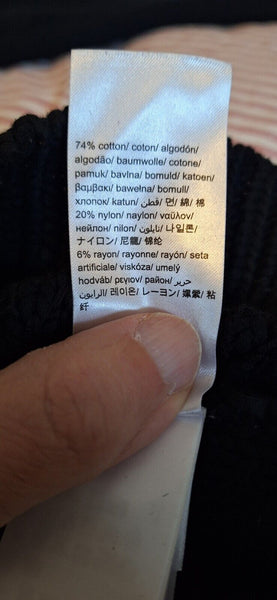 74% cotton/ coton/ algodón/
algodão/ baumwolle/ cotone/
pamuk/ bavlna/ bomuld/ katoen/
βαμβακι/ bawełna/ bomull/
хлопок/ katun/ قطن/ 면/ 綿/ 棉
20% nylon/ naylon/ ναϋλον/
нейлон/ nilon/ نايلون/ 나일론/
ナイロン/ 尼龍/ 锦纶
6% rayon/ rayonne/ rayón/ seta
artificiale/ viskóza/ umelý
hodváb/ ρεγιον/ район/ حرير
الرايون/ 레이온/ レーヨン/ 嫘縈/ 粘
纤